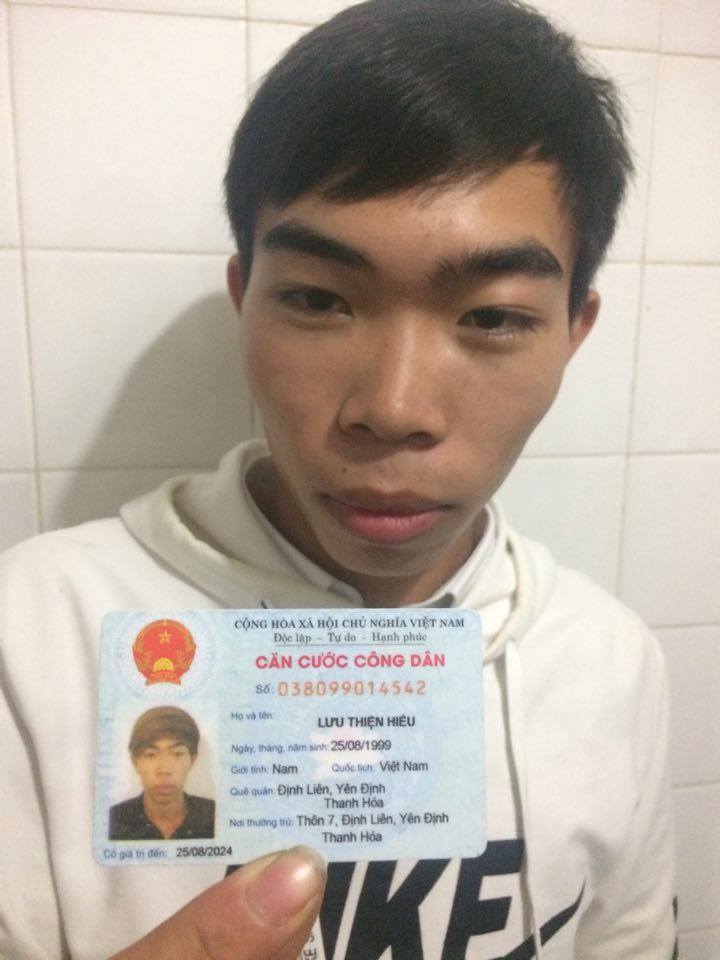 CỘNG HÒA XÃ HỘI CHỦ NGHĨA VIỆT NAM
Độc lập – Tự do – Hạnh phúc
CĂN CƯỚC CÔNG DÂN
Số: 038099014542
Họ và tên:
LƯU THIỆN HIẾU
Ngày, tháng, năm sinh: 25/08/1999
Giới tính: Nam Quốc tịch: Việt Nam
Quê quán: Định Liên, Yên Định
Thanh Hóa
Nơi thường trú: Thôn 7, Định Liên, Yên Định
Thanh Hóa
Có giá trị đến: 25/08/2024